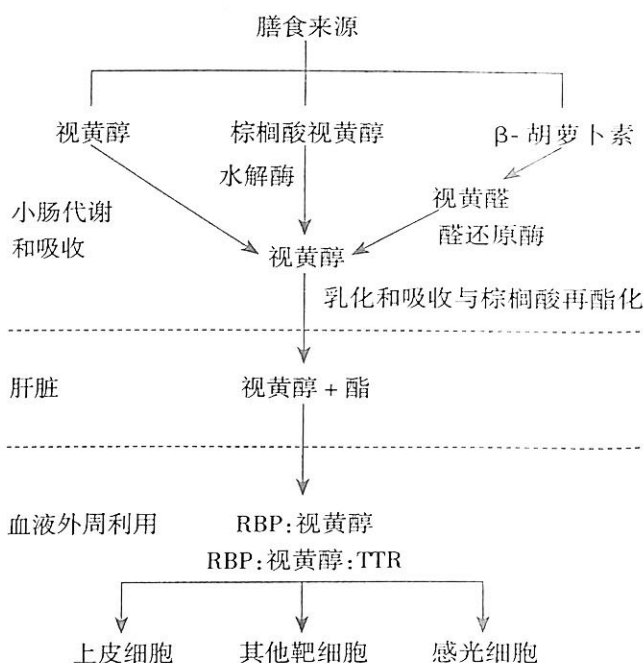 膳食来源
视黄醇 棕榈酸视黄醇 β-胡萝卜素
水解酶 视黄醛
小肠代谢 醛还原酶
和吸收 视黄醇
乳化和吸收与棕榈酸再酯化
肝脏 视黄醇+酯
血液外周利用 RBP:视黄醇
RBP:视黄醇:TTR
上皮细胞 其他靶细胞 感光细胞